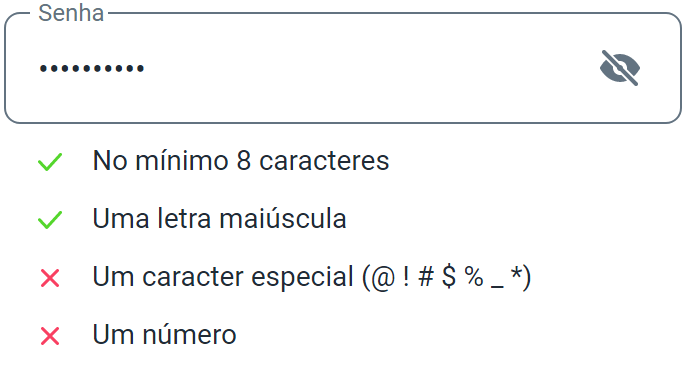 Senha
••••••••••
No mínimo 8 caracteres
Uma letra maiúscula
Um caracter especial (@ ! # $ % _ *)
Um número